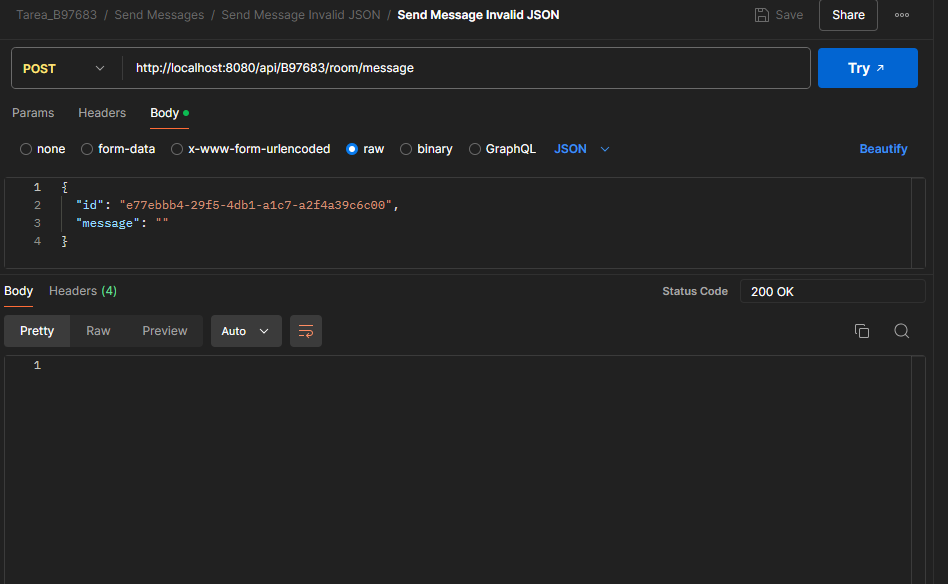 Tarea_B97683 / Send Messages / Send Message Invalid JSON / Send Message Invalid JSON Save Share
POST http://localhost:8080/api/B97683/room/message Try
Params Headers Body
none form-data x-www-form-urlencoded raw binary GraphQL JSON Beautify
1 {
2 "id": "e77ebbb4-29f5-4db1-a1c7-a2f4a39c6c00",
3 "message": ""
4 }
Body Headers (4) Status Code 200 OK
Pretty Raw Preview Auto
1